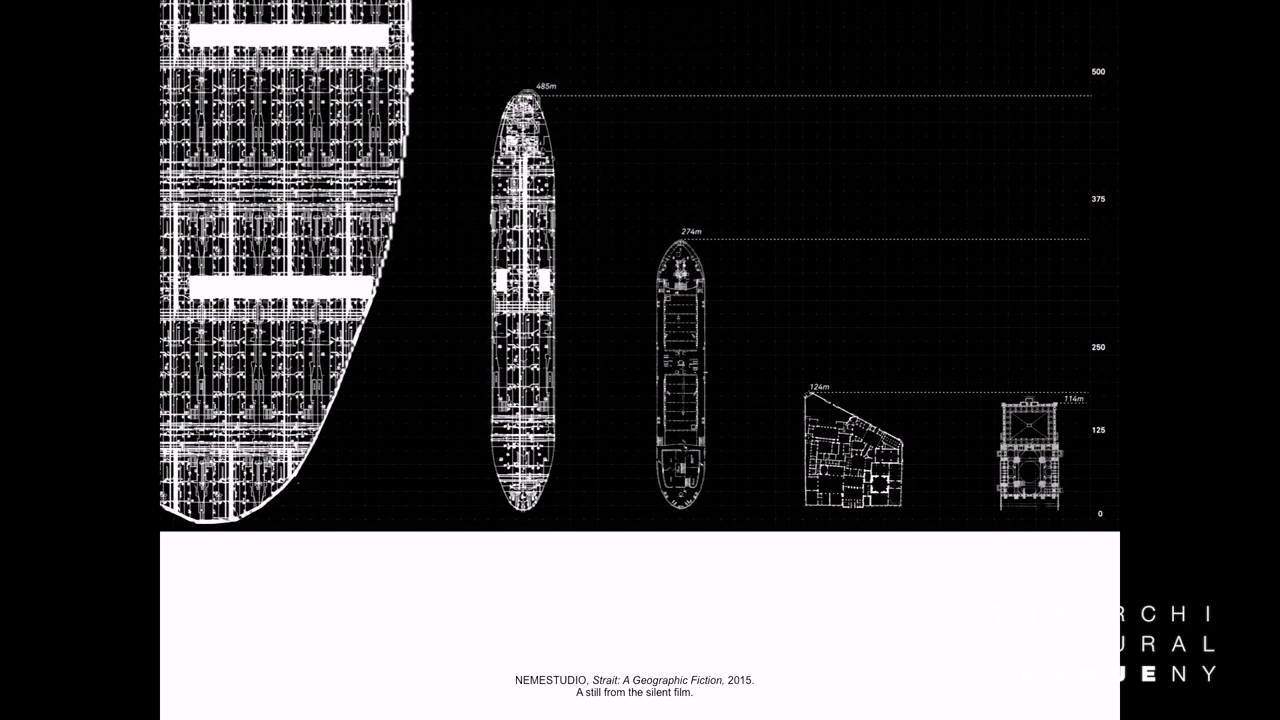 485m
500
375
274m
250
124m
114m
125
0
NEMESTUDIO, Strait: A Geographic Fiction, 2015.
A still from the silent film.
RCHI
URAL
UENY